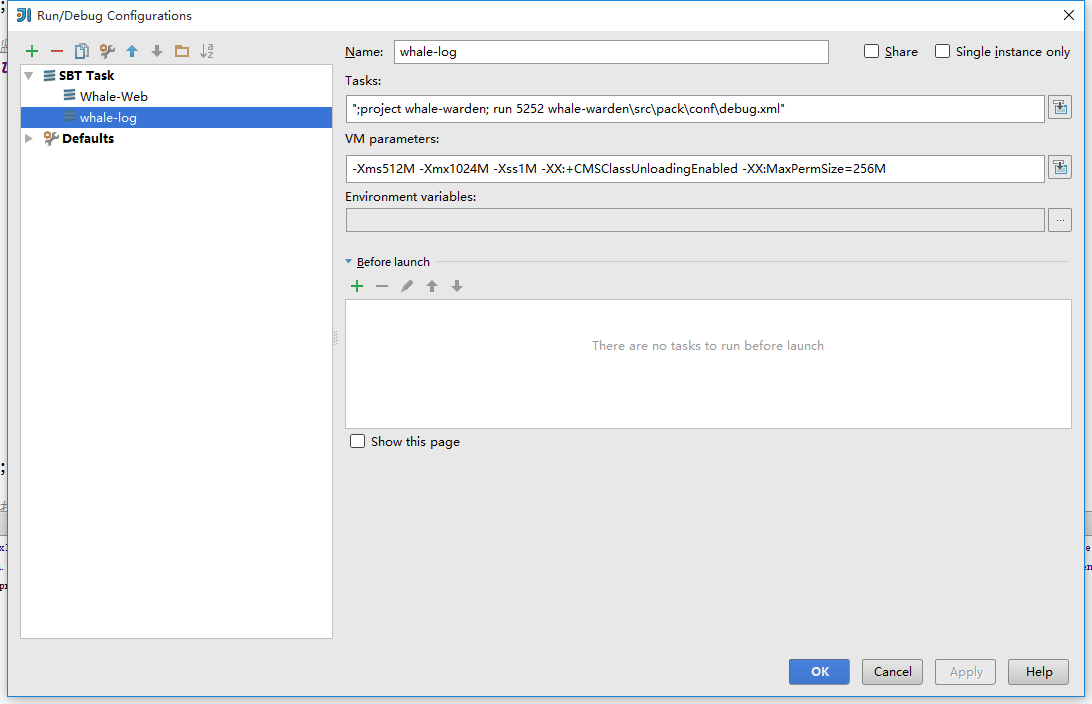 Run/Debug Configurations
Name: whale-log Share Single instance only
SBT Task
Whale-Web
whale-log
Defaults
Tasks:
";project whale-warden; run 5252 whale-warden\src\pack\conf\debug.xml"
VM parameters:
-Xms512M -Xmx1024M -Xss1M -XX:+CMSClassUnloadingEnabled -XX:MaxPermSize=256M
Environment variables:
...
Before launch
There are no tasks to run before launch
Show this page
OK Cancel Apply Help